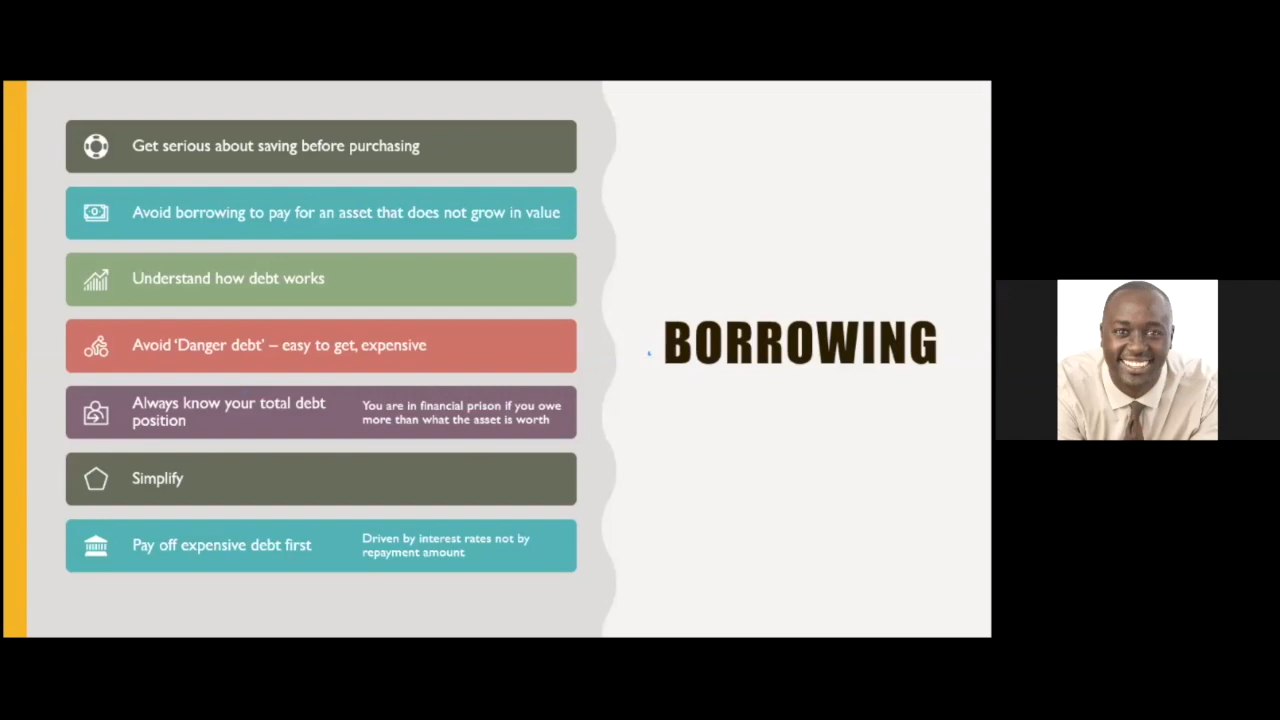 Get serious about saving before purchasing
Avoid borrowing to pay for an asset that does not grow in value
Understand how debt works
Avoid ‘Danger debt’ – easy to get, expensive
Always know your total debt
position
You are in financial prison if you owe
more than what the asset is worth
Simplify
Pay off expensive debt first
Driven by interest rates not by
repayment amount
BORROWING